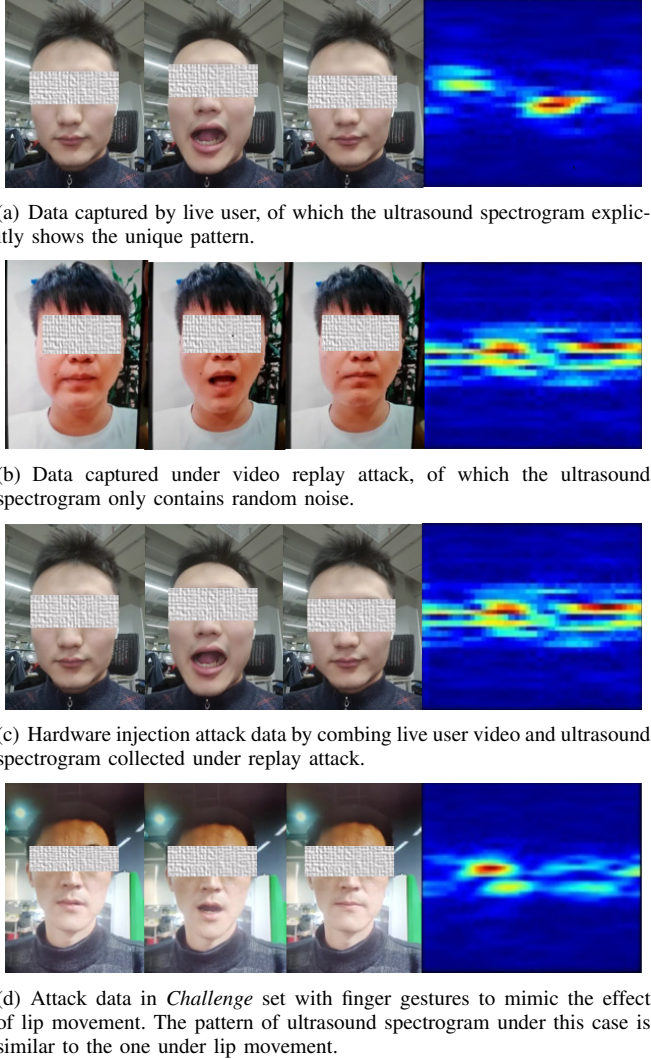 (a) Data captured by live user, of which the ultrasound spectrogram explic-
itly shows the unique pattern.
(b) Data captured under video replay attack, of which the ultrasound
spectrogram only contains random noise.
(c) Hardware injection attack data by combing live user video and ultrasound
spectrogram collected under replay attack.
(d) Attack data in Challenge set with finger gestures to mimic the effect
of lip movement. The pattern of ultrasound spectrogram under this case is
similar to the one under lip movement.